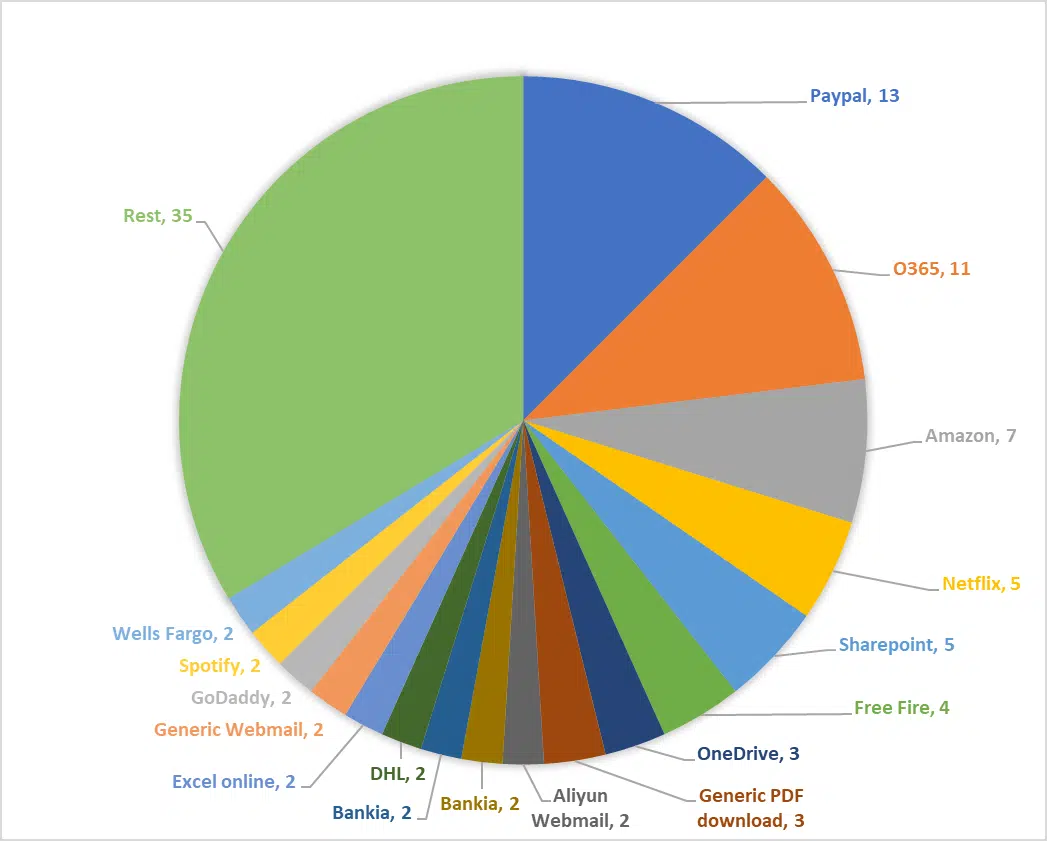 Paypal, 13
Rest, 35
O365, 11
Amazon, 7
Netflix, 5
Wells Fargo, 2
Sharepoint, 5
Spotify, 2
GoDaddy, 2
Free Fire, 4
Generic Webmail, 2
OneDrive, 3
DHL, 2
Excel online, 2
Generic PDF
download, 3
Aliyun
Webmail, 2
Bankia, 2
Bankia, 2